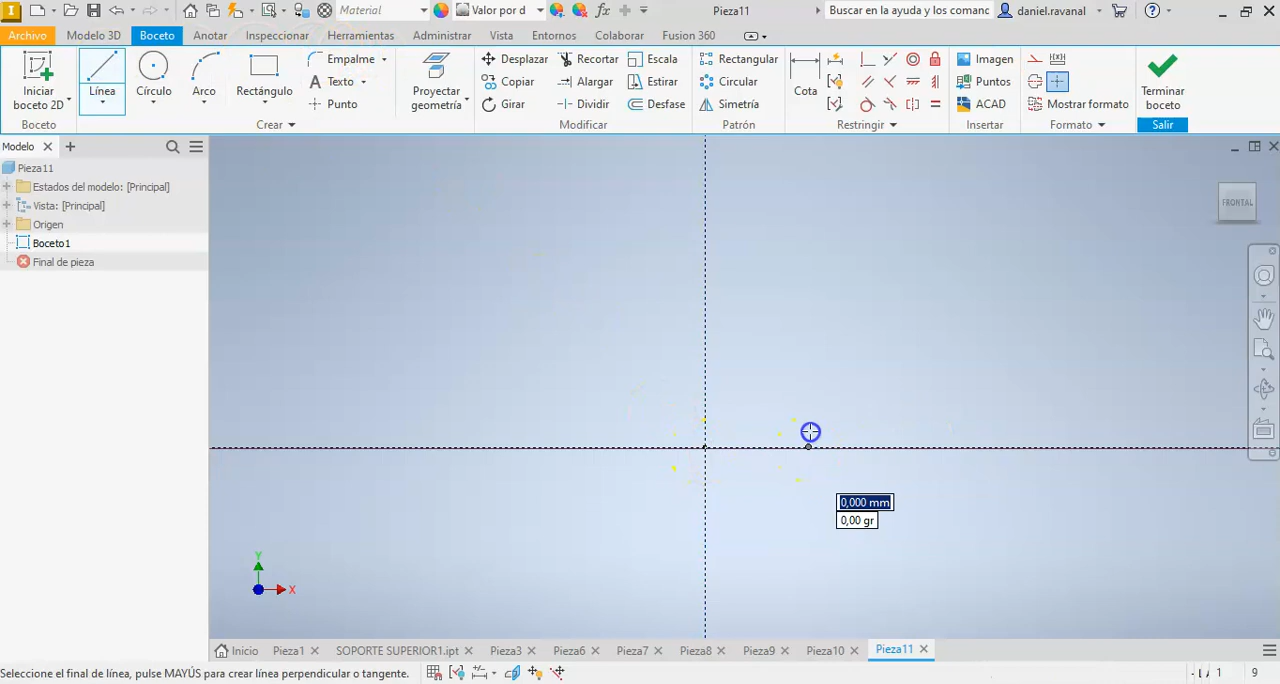 Material
Valor por d
fx
Pieza11
Buscar en la ayuda y los comanc
daniel.ravanal
Archivo
Modelo 3D
Boceto
Anotar
Inspeccionar
Herramientas
Administrar
Vista
Entornos
Colaborar
Fusion 360
Iniciar
boceto 2D
Línea
Círculo
Arco
Rectángulo
Empalme
Texto
Punto
Proyectar
geometría
Desplazar
Copiar
Girar
Recortar
Alargar
Dividir
Escala
Estirar
Desfase
Rectangular
Circular
Simetría
Cota
Imagen
Puntos
ACAD
Mostrar formato
Terminar
boceto
Boceto
Crear
Modificar
Patrón
Restringir
Insertar
Formato
Salir
Modelo
Pieza11
Estados del modelo: [Principal]
Vista: [Principal]
Origen
Boceto1
Final de pieza
FRONTAL
0,000 mm
0,00 gr
Y
X
Inicio
Pieza1
SOPORTE SUPERIOR1.ipt
Pieza3
Pieza6
Pieza7
Pieza8
Pieza9
Pieza10
Pieza11
Seleccione el final de línea, pulse MAYÚS para crear línea perpendicular o tangente.
1
9